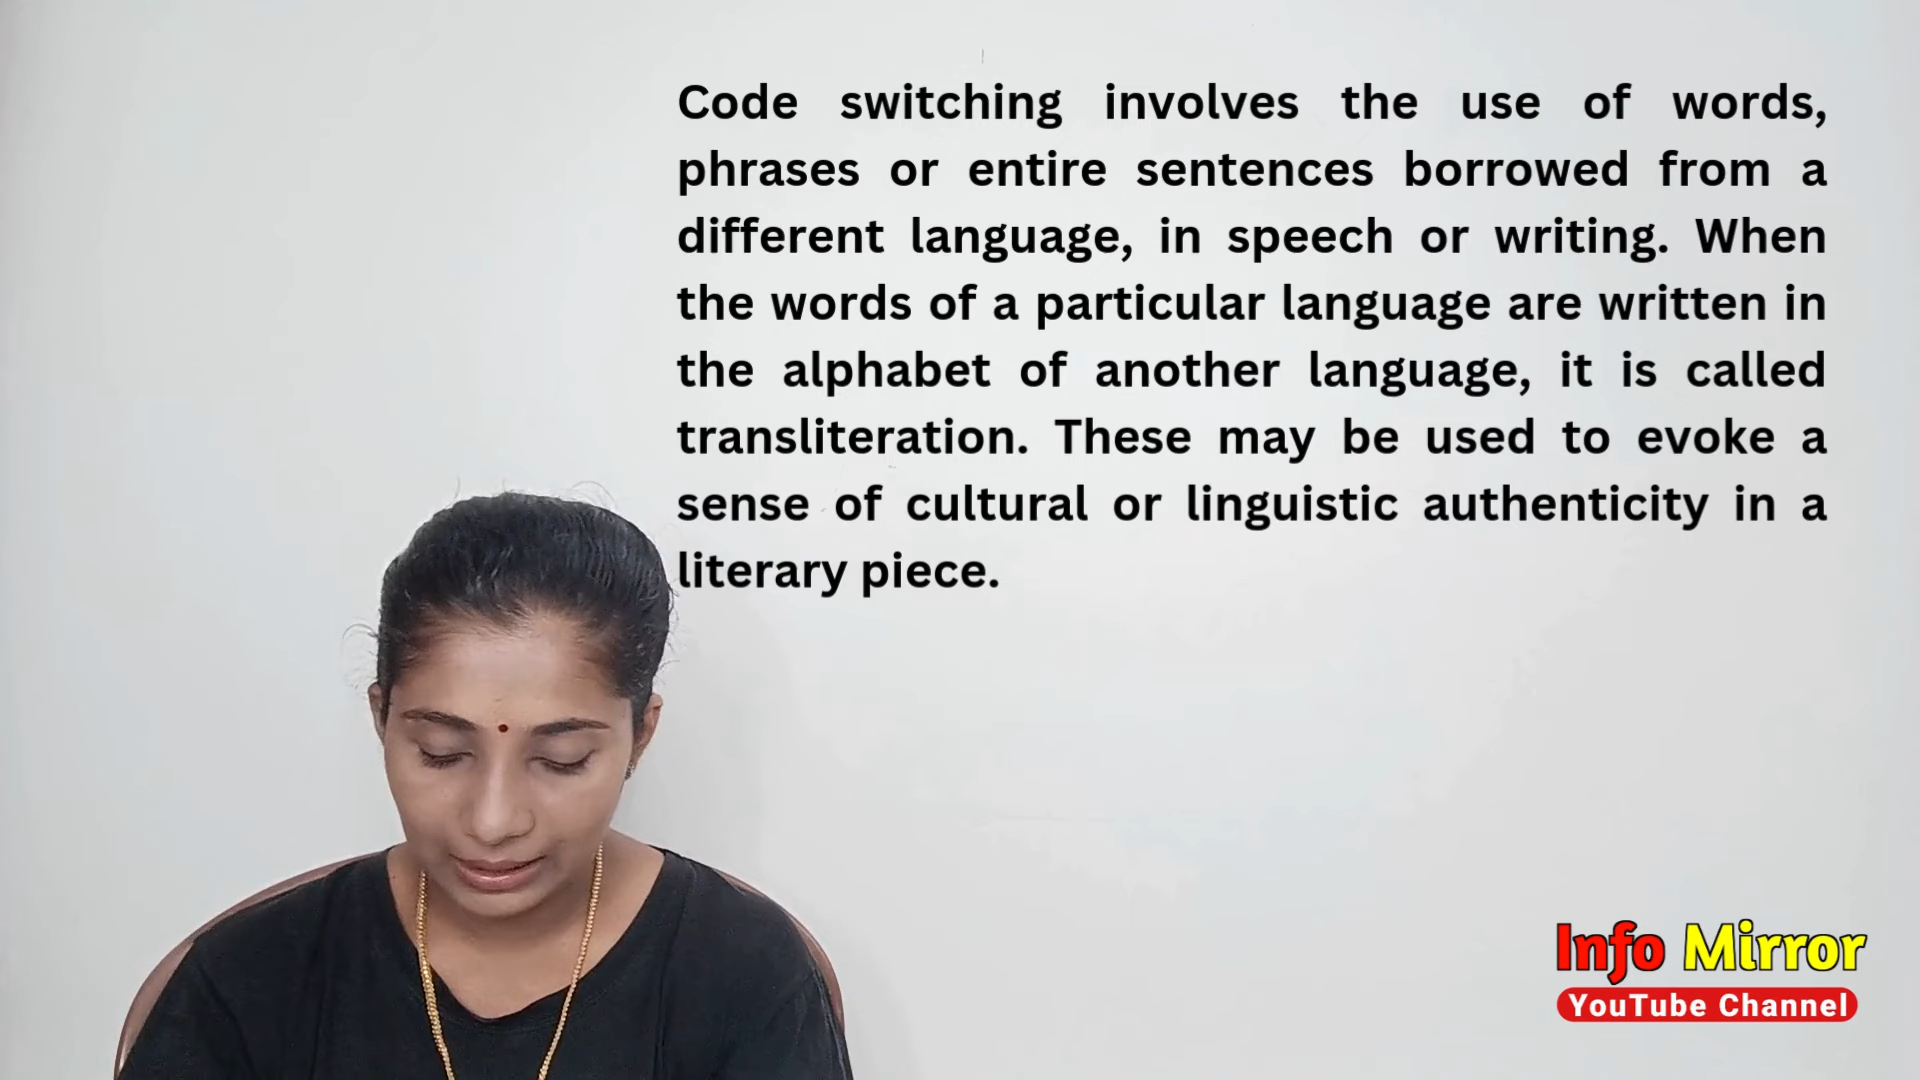 Code switching involves the use of words,
phrases or entire sentences borrowed from a
different language, in speech or writing. When
the words of a particular language are written in
the alphabet of another language, it is called
transliteration. These may be used to evoke a
sense of cultural or linguistic authenticity in a
literary piece.
Info Mirror
YouTube Channel